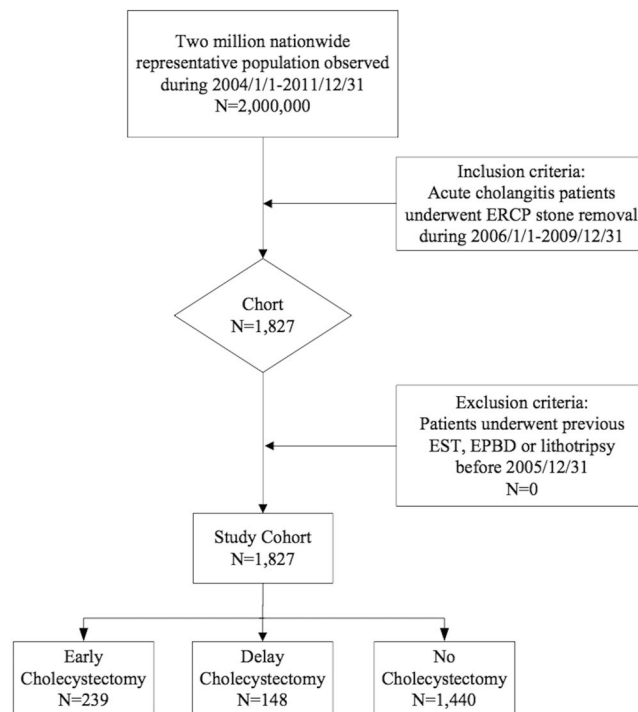 Two million nationwide
representative population observed
during 2004/1/1-2011/12/31
N=2,000,000
Inclusion criteria:
Acute cholangitis patients
underwent ERCP stone removal
during 2006/1/1-2009/12/31
Chort
N=1,827
Exclusion criteria:
Patients underwent previous
EST, EPBD or lithotripsy
before 2005/12/31
N=0
Study Cohort
N=1,827
Early
Cholecystectomy
N=239
Delay
Cholecystectomy
N=148
No
Cholecystectomy
N=1,440